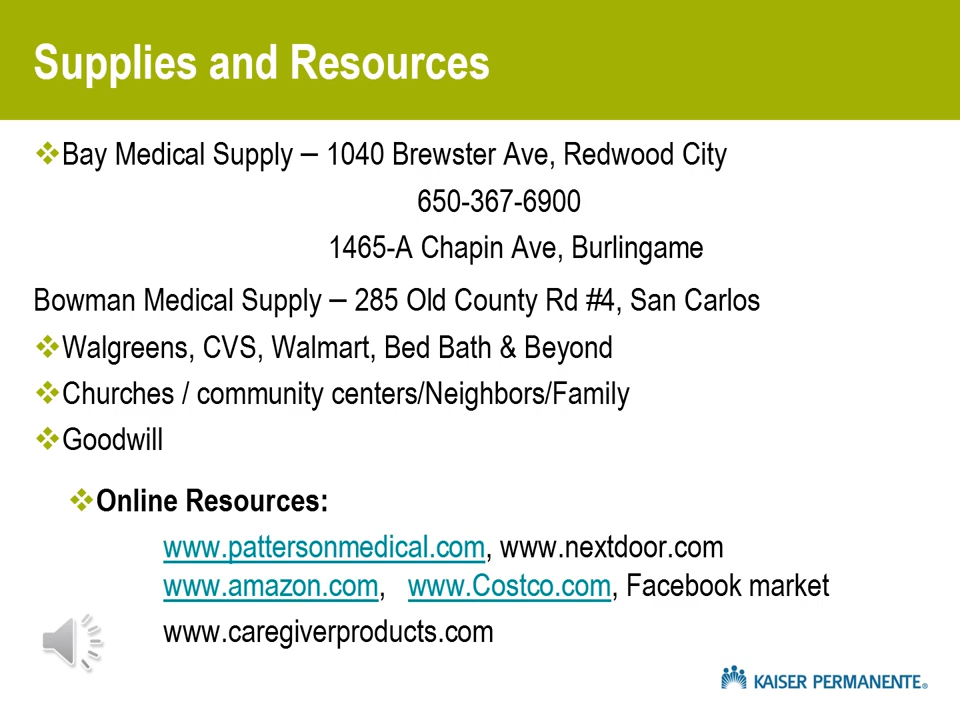 Supplies and Resources
❖Bay Medical Supply – 1040 Brewster Ave, Redwood City
650-367-6900
1465-A Chapin Ave, Burlingame
Bowman Medical Supply – 285 Old County Rd #4, San Carlos
❖Walgreens, CVS, Walmart, Bed Bath & Beyond
❖Churches / community centers/Neighbors/Family
❖Goodwill
❖Online Resources:
www.pattersonmedical.com, www.nextdoor.com
www.amazon.com, www.Costco.com, Facebook market
www.caregiverproducts.com
KAISER PERMANENTE®